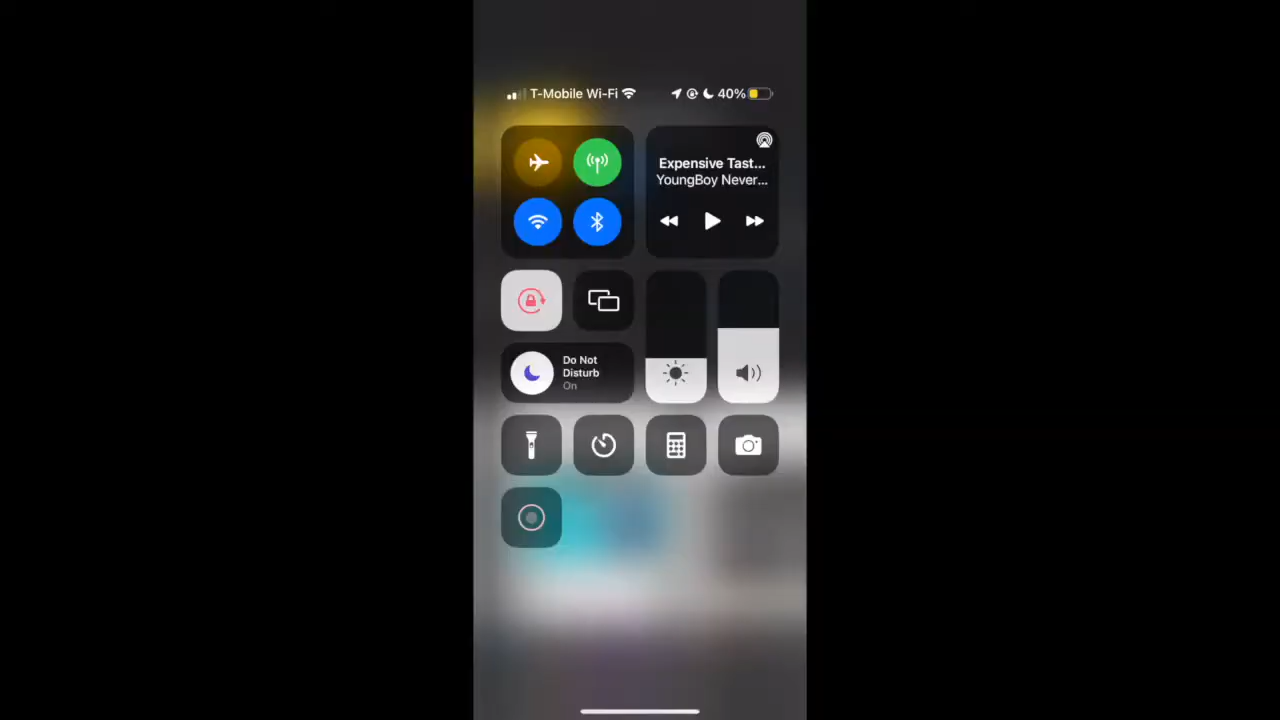 T-Mobile Wi-Fi 40%
Expensive Tast...
YoungBoy Never...
Do Not
Disturb
On